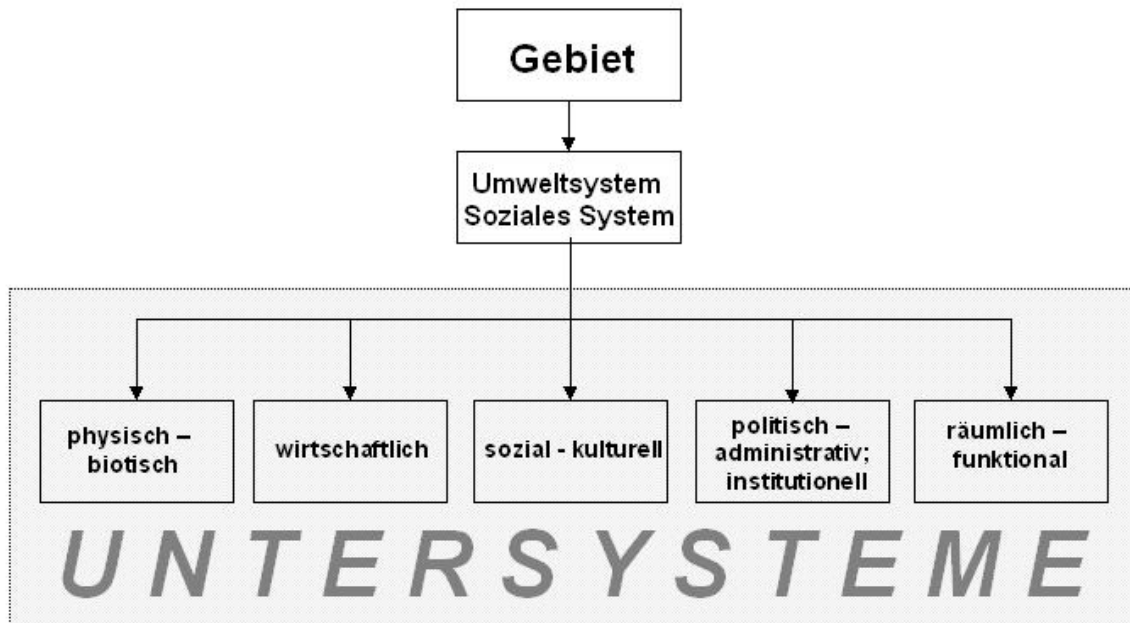 Gebiet
Umweltsystem
Soziales System
physisch –
biotisch
wirtschaftlich
sozial - kulturell
politisch –
administrativ;
institutionell
räumlich –
funktional
UNTERSYSTEME